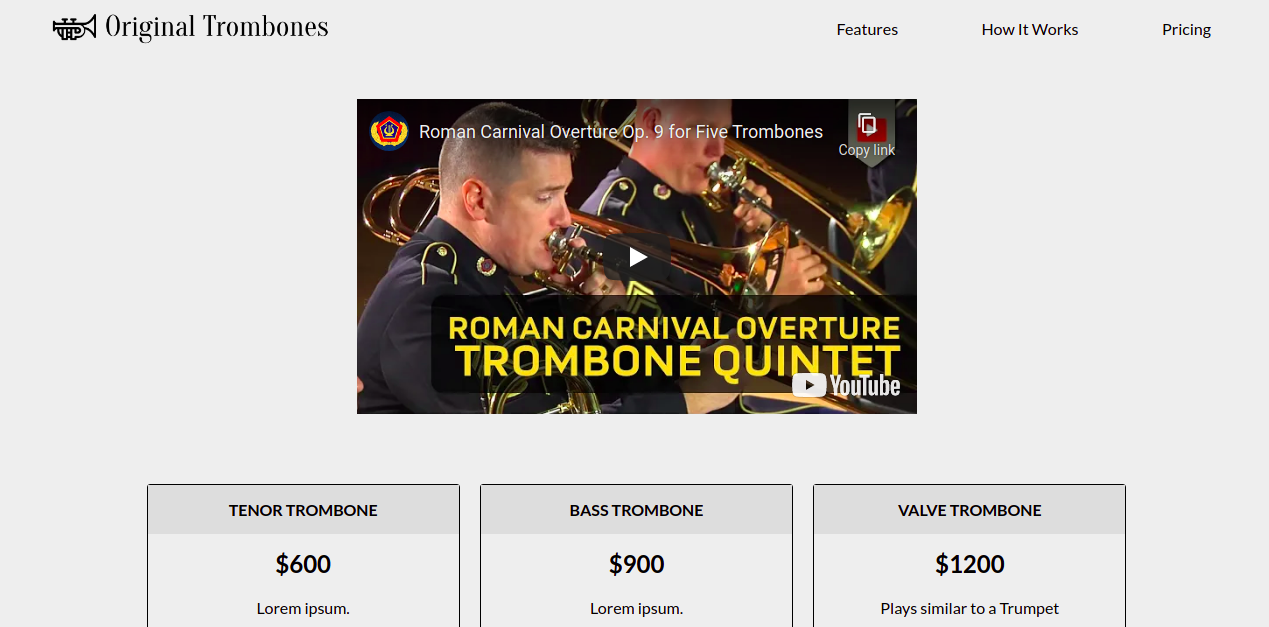 Original Trombones
Features
How It Works
Pricing
Roman Carnival Overture Op. 9 for Five Trombones
Copy link
ROMAN CARNIVAL OVERTURE
TROMBONE QUINTET
YouTube
TENOR TROMBONE
$600
Lorem ipsum.
BASS TROMBONE
$900
Lorem ipsum.
VALVE TROMBONE
$1200
Plays similar to a Trumpet